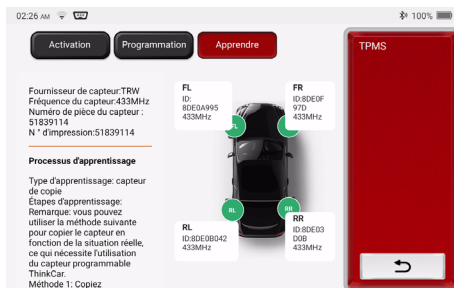 02:26 AM
100%
Activation
Programmation
Apprendre
TPMS
Fournisseur de capteur:TRW
Fréquence du capteur:433MHz
Numéro de pièce du capteur :
51839114
N ° d'impression:51839114
Processus d'apprentissage
Type d'apprentissage: capteur
de copie
Étapes d'apprentissage:
Remarque: vous pouvez
utiliser la méthode suivante
pour copier le capteur en
fonction de la situation réelle,
ce qui nécessite l'utilisation
du capteur programmable
ThinkCar.
Méthode 1: Copiez
FL
ID:
8DE0A995
433MHz
FL
FR
ID:8DE0F
97D
433MHz
RL
RL
ID:8DE0B042
433MHz
RR
RR
ID:8DE03
D0B
433MHz